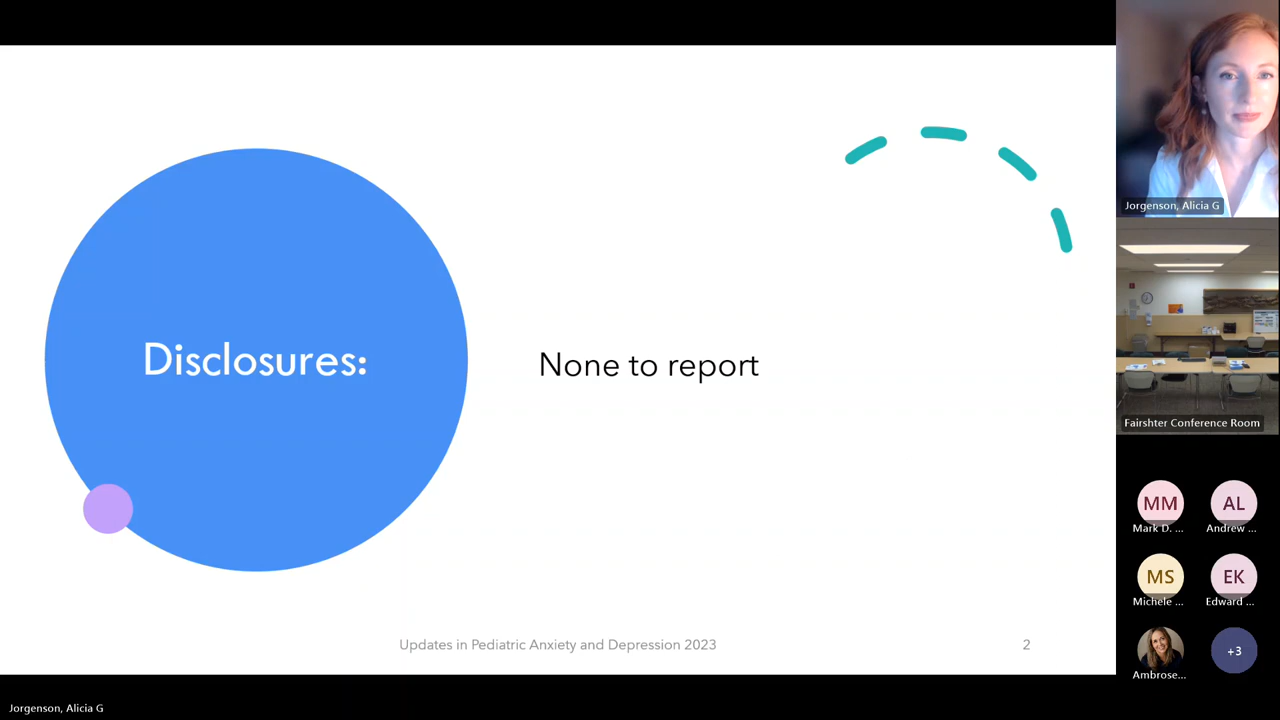 Disclosures:
None to report
Updates in Pediatric Anxiety and Depression 2023
2
Jorgenson, Alicia G
Fairshter Conference Room
MM
AL
Mark D. ...
Andrew ...
MS
EK
Michele ...
Edward ...
+3
Ambrose...
Jorgenson, Alicia G